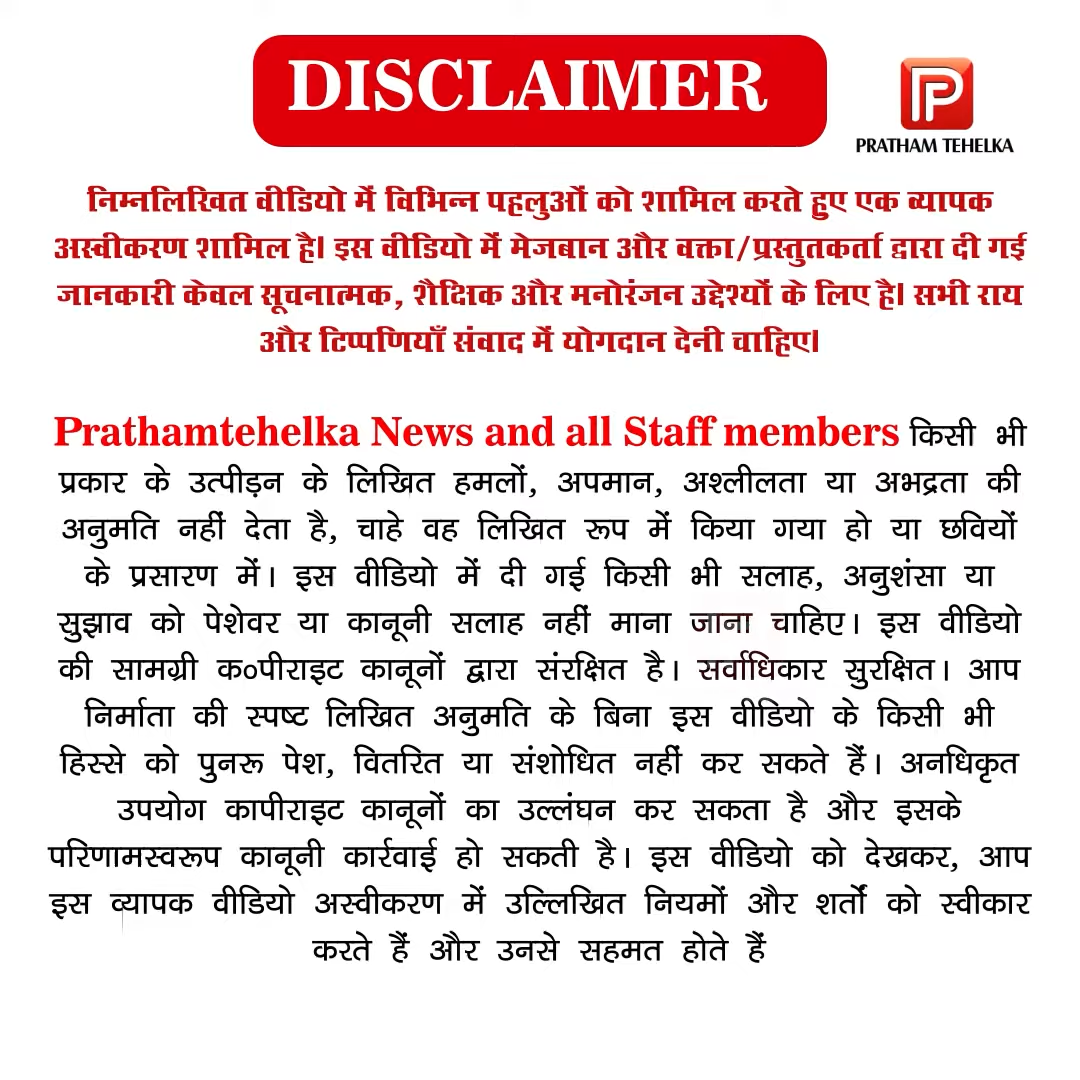 DISCLAIMER
PRATHAM TEHELKA
निम्नलिखित वीडियो में विभिन्न पहलुओं को शामिल करते हुए एक व्यापक
अस्वीकरण शामिल है। इस वीडियो में मेजबान और वक्ता/प्रस्तुतकर्ता द्वारा दी गई
जानकारी केवल सूचनात्मक, शैक्षिक और मनोरंजन उद्देश्यों के लिए है। सभी राय
और टिप्पणियाँ संवाद में योगदान देनी चाहिए।
Prathamtehelka News and all Staff members किसी भी
प्रकार के उत्पीड़न के लिखित हमलों, अपमान, अश्लीलता या अभद्रता की
अनुमति नहीं देता है, चाहे वह लिखित रूप में किया गया हो या छवियों
के प्रसारण में। इस वीडियो में दी गई किसी भी सलाह, अनुशंसा या
सुझाव को पेशेवर या कानूनी सलाह नहीं माना जाना चाहिए। इस वीडियो
की सामग्री क०पीराइट कानूनों द्वारा संरक्षित है। सर्वाधिकार सुरक्षित। आप
निर्माता की स्पष्ट लिखित अनुमति के बिना इस वीडियो के किसी भी
हिस्से को पुनरू पेश, वितरित या संशोधित नहीं कर सकते हैं। अनधिकृत
उपयोग कापीराइट कानूनों का उल्लंघन कर सकता है और इसके
परिणामस्वरूप कानूनी कार्रवाई हो सकती है। इस वीडियो को देखकर, आप
इस व्यापक वीडियो अस्वीकरण में उल्लिखित नियमों और शर्तों को स्वीकार
करते हैं और उनसे सहमत होते हैं